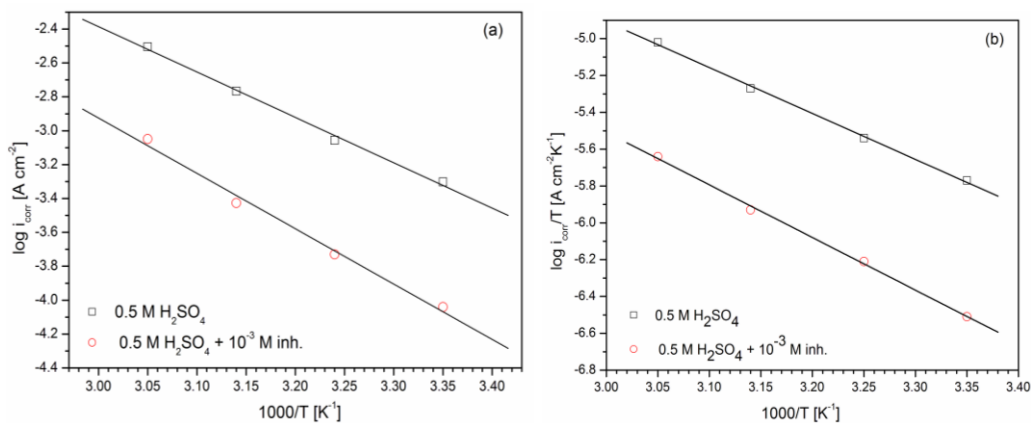 (a)
-2.4
-2.6
-2.8
-3.0
-3.2
-3.4
-3.6
-3.8
-4.0
-4.2
-4.4
log i_corr [A cm⁻²]
0.5 M H₂SO₄
0.5 M H₂SO₄ + 10⁻³ M inh.
3.00 3.05 3.10 3.15 3.20 3.25 3.30 3.35 3.40
1000/T [K⁻¹]
(b)
-5.0
-5.2
-5.4
-5.6
-5.8
-6.0
-6.2
-6.4
-6.6
-6.8
log i_corr/T [A cm⁻²K⁻¹]
0.5 M H₂SO₄
0.5 M H₂SO₄ + 10⁻³ M inh.
3.00 3.05 3.10 3.15 3.20 3.25 3.30 3.35 3.40
1000/T [K⁻¹]